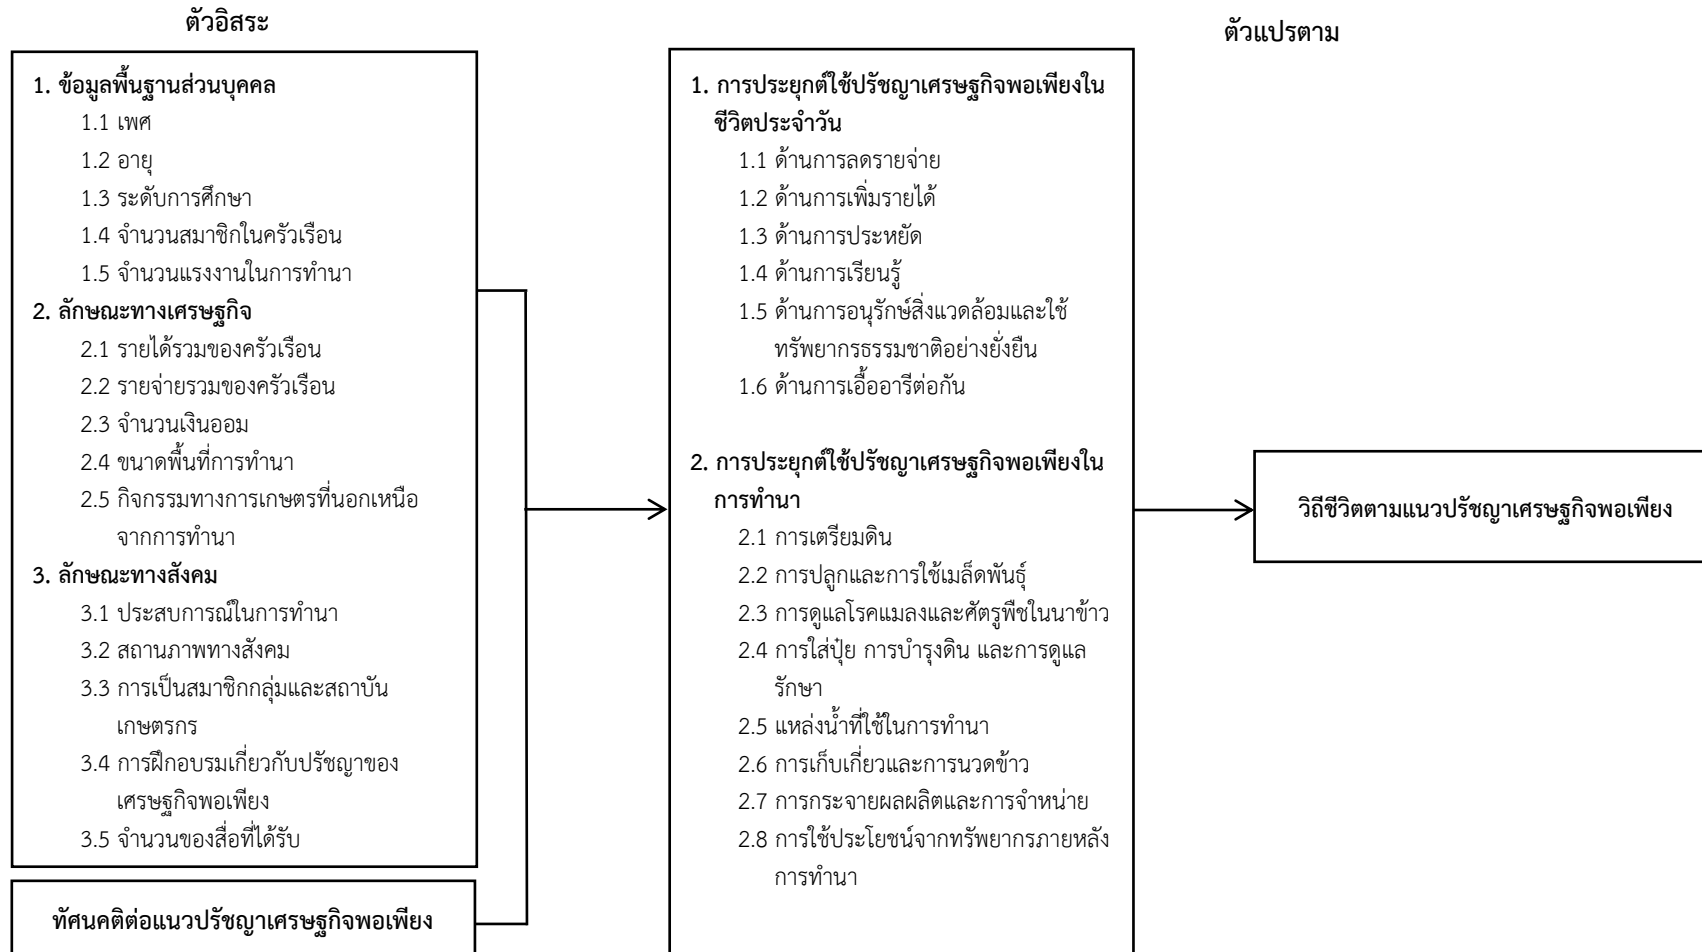 ตัวอิสระ
1. ข้อมูลพื้นฐานส่วนบุคคล
1.1 เพศ
1.2 อายุ
1.3 ระดับการศึกษา
1.4 จำนวนสมาชิกในครัวเรือน
1.5 จำนวนแรงงานในการทำนา
2. ลักษณะทางเศรษฐกิจ
2.1 รายได้รวมของครัวเรือน
2.2 รายจ่ายรวมของครัวเรือน
2.3 จำนวนเงินออม
2.4 ขนาดพื้นที่การทำนา
2.5 กิจกรรมทางการเกษตรที่นอกเหนือ
จากการทำนา
3. ลักษณะทางสังคม
3.1 ประสบการณ์ในการทำนา
3.2 สถานภาพทางสังคม
3.3 การเป็นสมาชิกกลุ่มและสถาบัน
เกษตรกร
3.4 การฝึกอบรมเกี่ยวกับปรัชญาของ
เศรษฐกิจพอเพียง
3.5 จำนวนของสื่อที่ได้รับ
ทัศนคติต่อแนวปรัชญาเศรษฐกิจพอเพียง
1. การประยุกต์ใช้ปรัชญาเศรษฐกิจพอเพียงใน
ชีวิตประจำวัน
1.1 ด้านการลดรายจ่าย
1.2 ด้านการเพิ่มรายได้
1.3 ด้านการประหยัด
1.4 ด้านการเรียนรู้
1.5 ด้านการอนุรักษ์สิ่งแวดล้อมและใช้
ทรัพยากรธรรมชาติอย่างยั่งยืน
1.6 ด้านการเอื้ออารีต่อกัน
2. การประยุกต์ใช้ปรัชญาเศรษฐกิจพอเพียงใน
การทำนา
2.1 การเตรียมดิน
2.2 การปลูกและการใช้เมล็ดพันธุ์
2.3 การดูแลโรคแมลงและศัตรูพืชในนาข้าว
2.4 การใส่ปุ๋ย การบำรุงดิน และการดูแล
รักษา
2.5 แหล่งน้ำที่ใช้ในการทำนา
2.6 การเก็บเกี่ยวและการนวดข้าว
2.7 การกระจายผลผลิตและการจำหน่าย
2.8 การใช้ประโยชน์จากทรัพยากรภายหลัง
การทำนา
ตัวแปรตาม
วิถีชีวิตตามแนวปรัชญาเศรษฐกิจพอเพียง